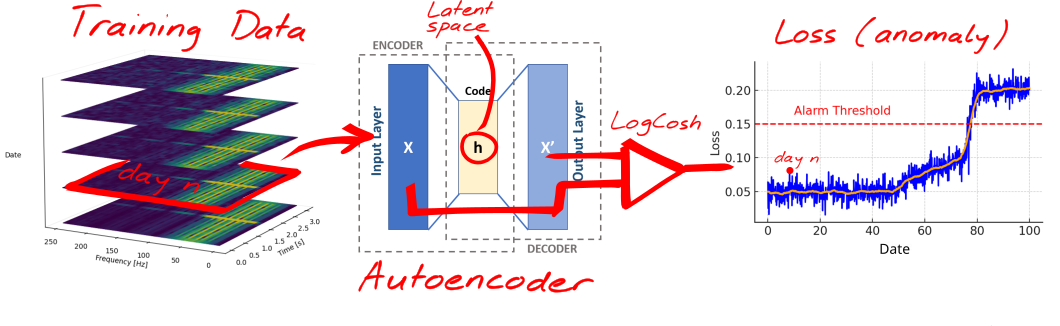 Training Data
Date
day n
250
200
150
100
50
0
Frequency [Hz]
0.0
0.5
1.0
1.5
2.0
2.5
3.0
Time [s]
Latent
space
ENCODER
Input Layer
X
Code
h
X′
Output Layer
DECODER
Autoencoder
LogCosh
Loss (anomaly)
Loss
0.20
0.15
0.10
0.05
Alarm Threshold
day n
0
20
40
60
80
100
Date